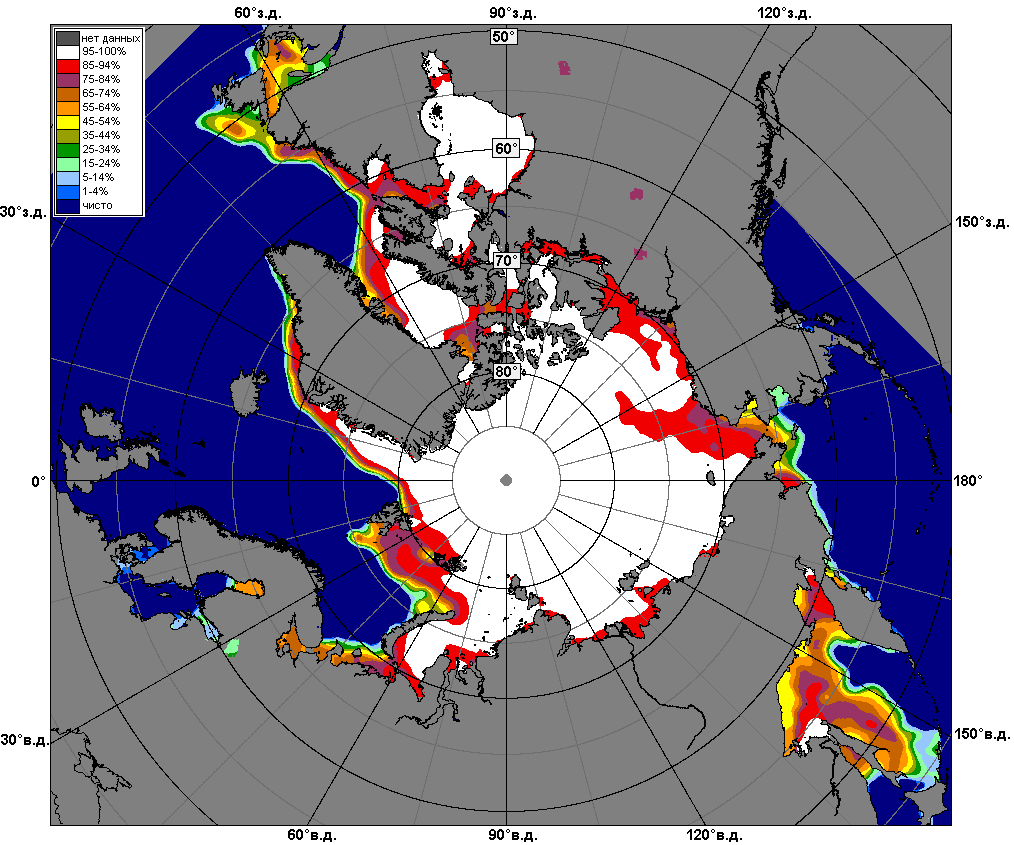 60°з.д.
90°з.д.
120°з.д.
нет данных
95-100%
85-94%
75-84%
65-74%
55-64%
45-54%
35-44%
25-34%
15-24%
5-14%
1-4%
чисто
50°
60°
70°
80°
30°з.д.
150°з.д.
0°
180°
30°в.д.
150°в.д.
60°в.д.
90°в.д.
120°в.д.